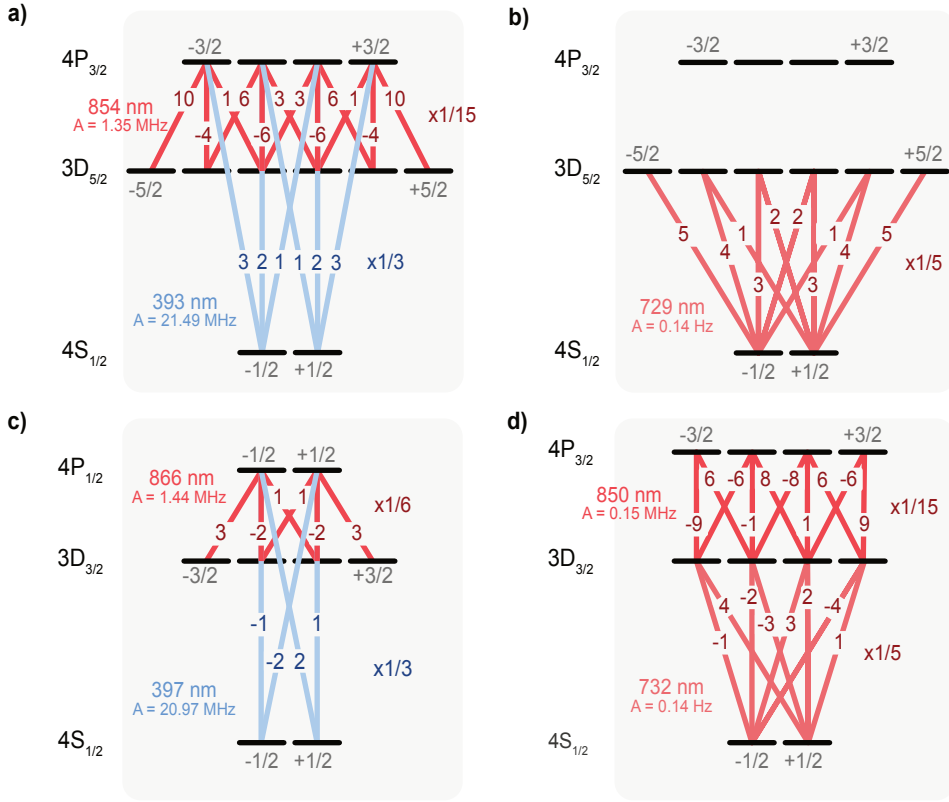 a)
-3/2
+3/2
4P3/2
10 1 6 3 3 6 1 10
854 nm
A = 1.35 MHz
x1/15
-4 -6 -6 -4
3D5/2
-5/2
+5/2
3 2 1 1 2 3
x1/3
393 nm
A = 21.49 MHz
4S1/2
-1/2 +1/2
b)
-3/2
+3/2
4P3/2
-5/2
+5/2
3D5/2
2 2
5 1 1 5
4 4
x1/5
3 3
729 nm
A = 0.14 Hz
4S1/2
-1/2 +1/2
c)
-1/2 +1/2
4P1/2
866 nm
A = 1.44 MHz
1 1
x1/6
3 -2 -2 3
3D3/2
-3/2
+3/2
-1 1
-2 2
x1/3
397 nm
A = 20.97 MHz
4S1/2
-1/2 +1/2
d)
-3/2
+3/2
4P3/2
6 -6 8 -8 6 -6
850 nm
A = 0.15 MHz
x1/15
-9 -1 1 9
3D3/2
4 -2 2 -4
-1 -3 3 1
x1/5
732 nm
A = 0.14 Hz
4S1/2
-1/2 +1/2